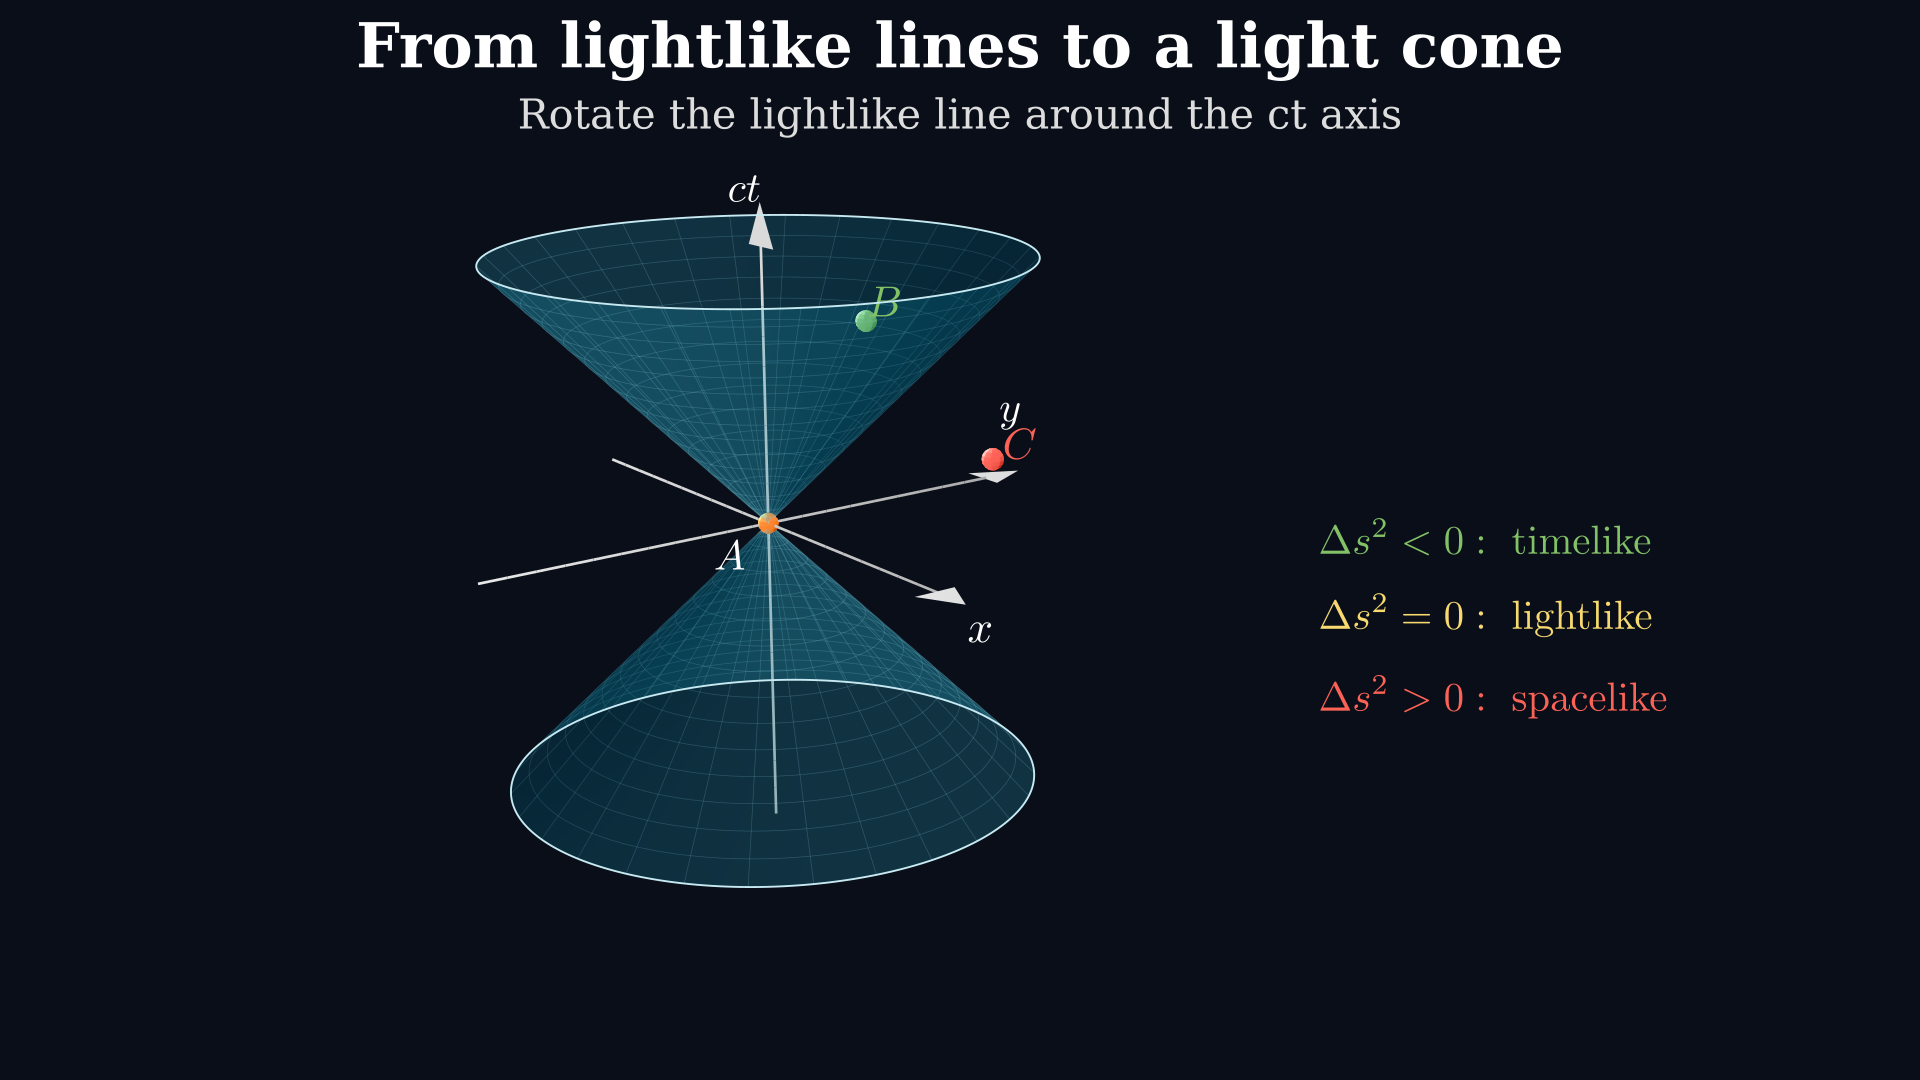 From lightlike lines to a light cone
Rotate the lightlike line around the ct axis
ct
B
y
C
A
x
Δs² < 0 : timelike
Δs² = 0 : lightlike
Δs² > 0 : spacelike